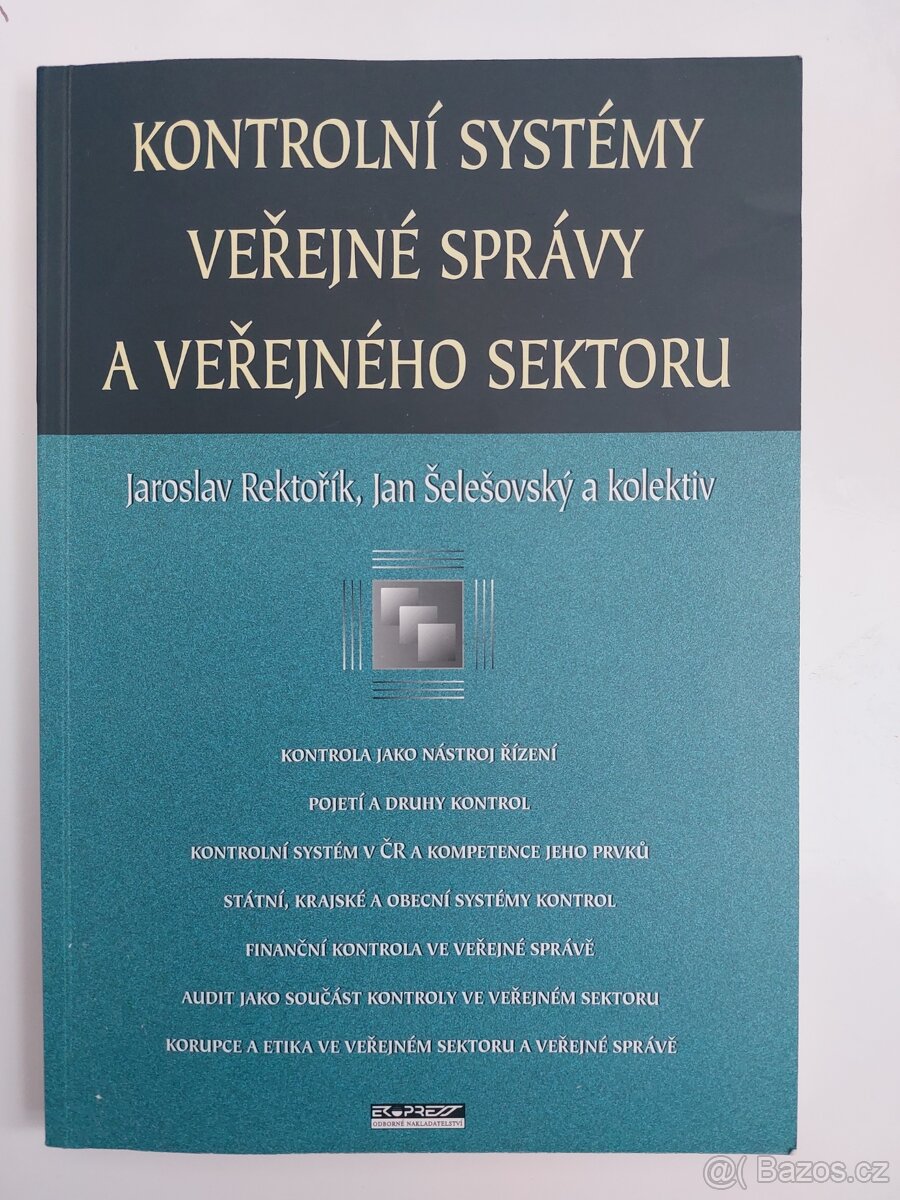 KONTROLNÍ SYSTÉMY
VEŘEJNÉ SPRÁVY
A VEŘEJNÉHO SEKTORU
Jaroslav Rektořík, Jan Šelešovský a kolektiv
KONTROLA JAKO NÁSTROJ ŘÍZENÍ
POJETÍ A DRUHY KONTROL
KONTROLNÍ SYSTÉM V ČR A KOMPETENCE JEHO PRVKŮ
STÁTNÍ, KRAJSKÉ A OBECNÍ SYSTÉMY KONTROL
FINANČNÍ KONTROLA VE VEŘEJNÉ SPRÁVĚ
AUDIT JAKO SOUČÁST KONTROLY VE VEŘEJNÉM SEKTORU
KORUPCE A ETIKA VE VEŘEJNÉM SEKTORU A VEŘEJNÉ SPRÁVĚ
EKOPRESS
ODBORNÉ NAKLADATELSTVÍ
@( Bazos.cz